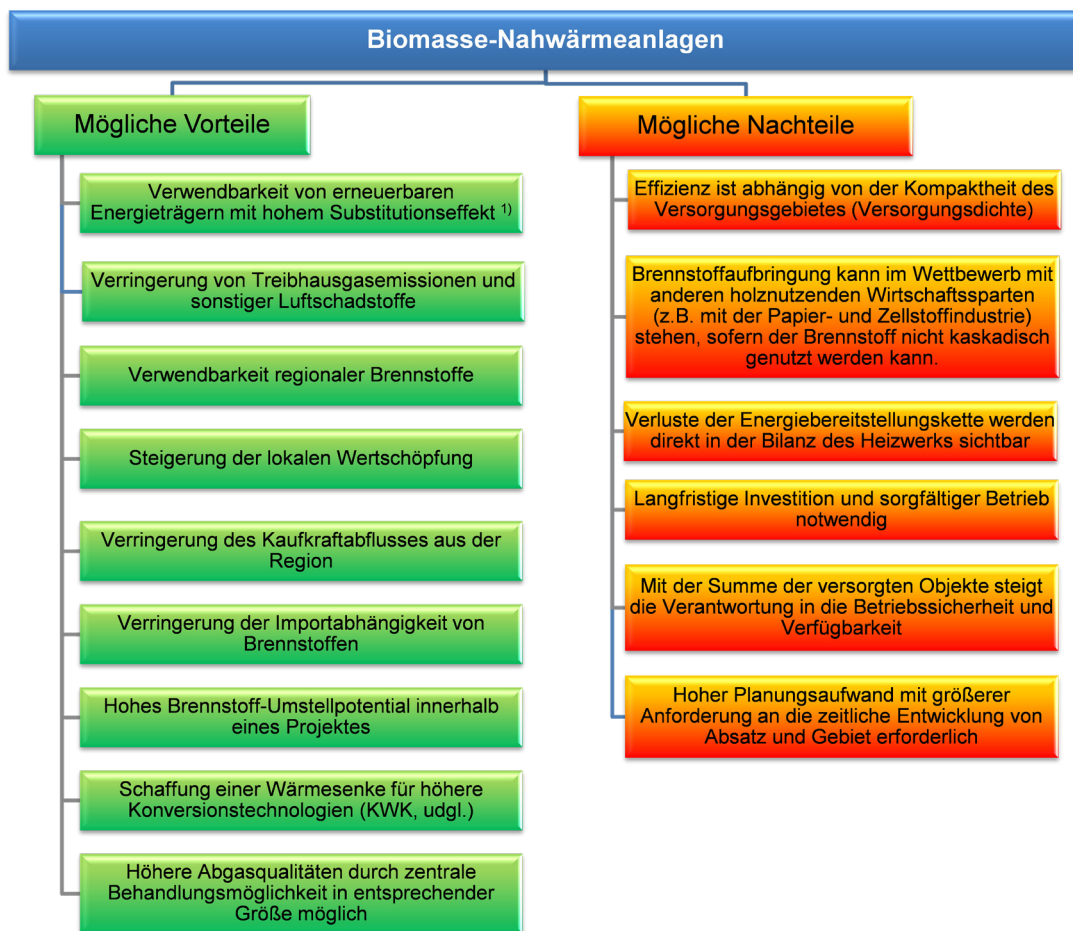 Biomasse-Nahwärmeanlagen
Mögliche Vorteile
Verwendbarkeit von erneuerbaren
Energieträgern mit hohem Substitutionseffekt 1)
Verringerung von Treibhausgasemissionen und
sonstiger Luftschadstoffe
Verwendbarkeit regionaler Brennstoffe
Steigerung der lokalen Wertschöpfung
Verringerung des Kaufkraftabflusses aus der
Region
Verringerung der Importabhängigkeit von
Brennstoffen
Hohes Brennstoff-Umstellpotential innerhalb
eines Projektes
Schaffung einer Wärmesenke für höhere
Konversionstechnologien (KWK, udgl.)
Höhere Abgasqualitäten durch zentrale
Behandlungsmöglichkeit in entsprechender
Größe möglich
Mögliche Nachteile
Effizienz ist abhängig von der Kompaktheit des
Versorgungsgebietes (Versorgungsdichte)
Brennstoffaufbringung kann im Wettbewerb mit
anderen holznutzenden Wirtschaftssparten
(z.B. mit der Papier- und Zellstoffindustrie)
stehen, sofern der Brennstoff nicht kaskadisch
genutzt werden kann.
Verluste der Energiebereitstellungskette werden
direkt in der Bilanz des Heizwerks sichtbar
Langfristige Investition und sorgfältiger Betrieb
notwendig
Mit der Summe der versorgten Objekte steigt
die Verantwortung in die Betriebssicherheit und
Verfügbarkeit
Hoher Planungsaufwand mit größerer
Anforderung an die zeitliche Entwicklung von
Absatz und Gebiet erforderlich